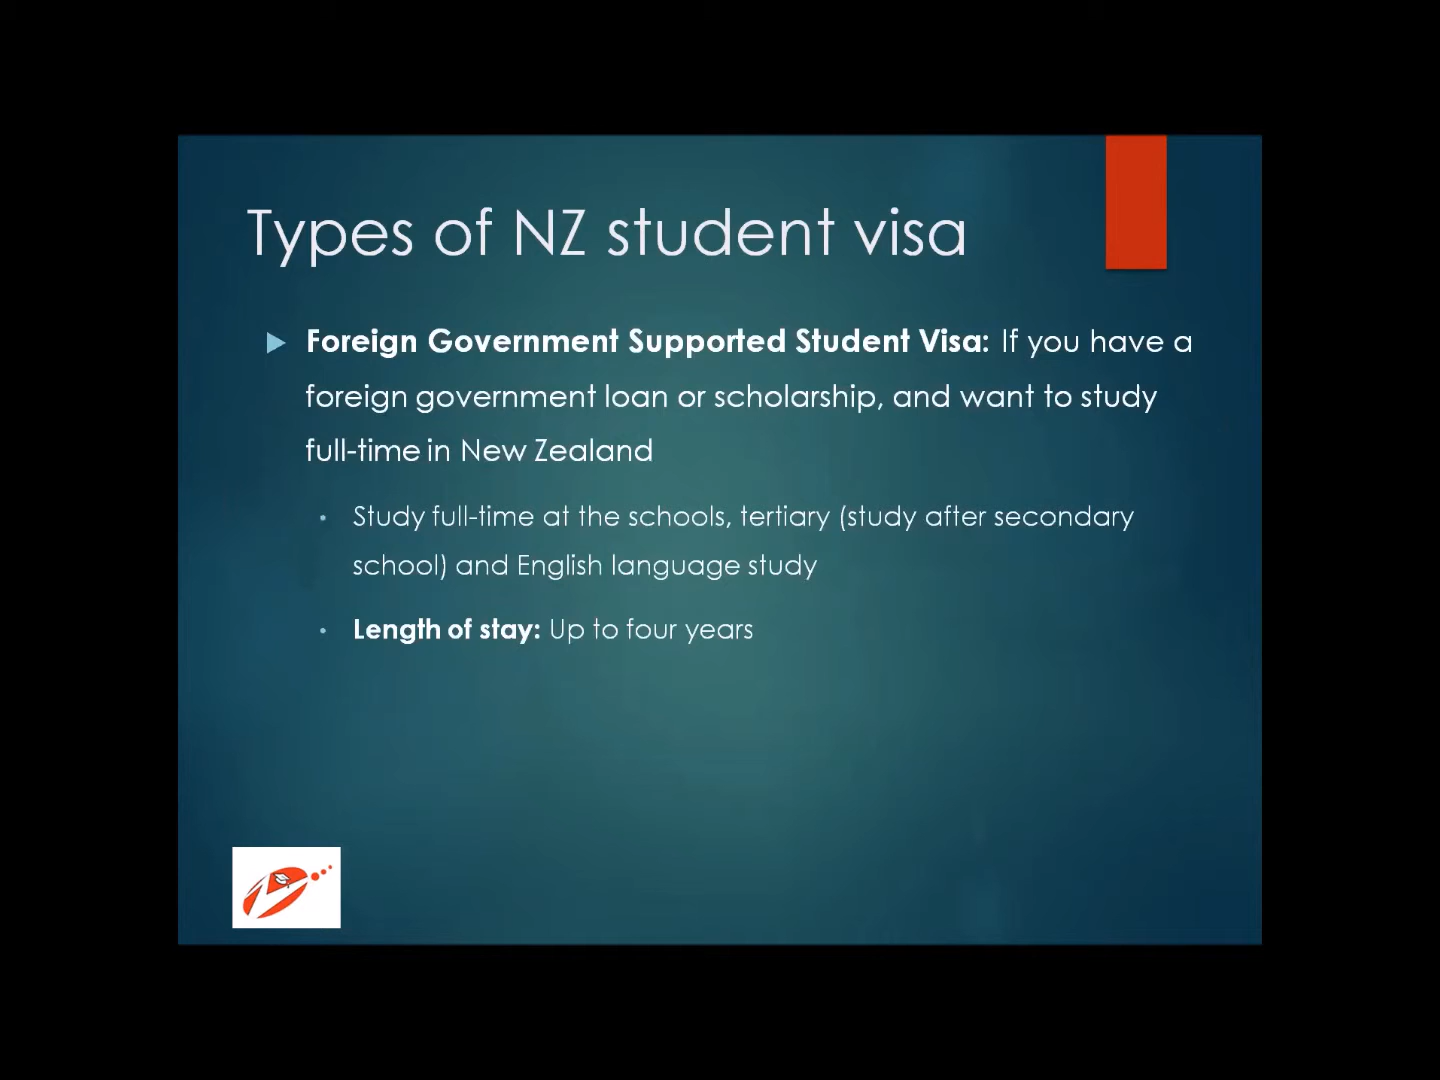 Types of NZ student visa
Foreign Government Supported Student Visa: If you have a
foreign government loan or scholarship, and want to study
full-time in New Zealand
Study full-time at the schools, tertiary (study after secondary
school) and English language study
Length of stay: Up to four years